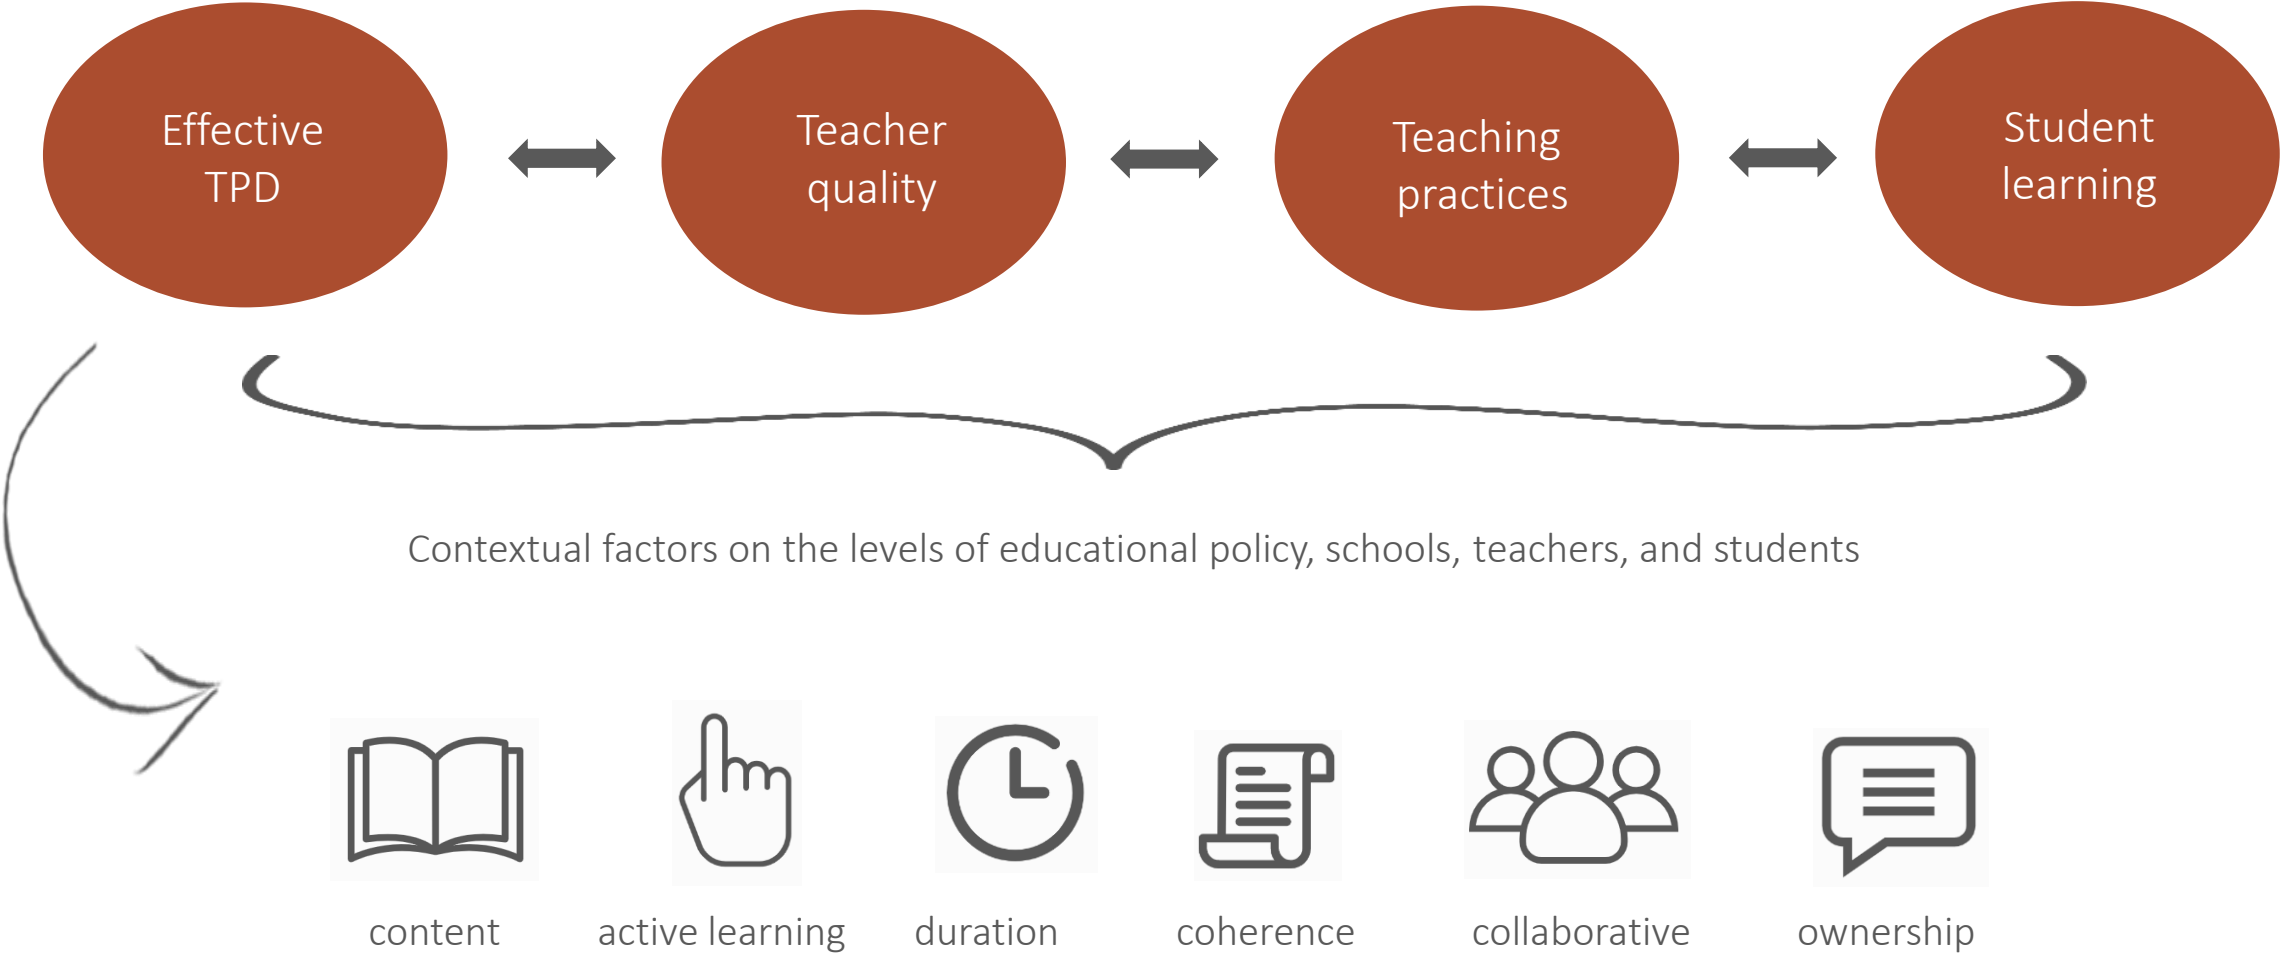 Effective
TPD
Teacher
quality
Teaching
practices
Student
learning
Contextual factors on the levels of educational policy, schools, teachers, and students
content
active learning
duration
coherence
collaborative
ownership